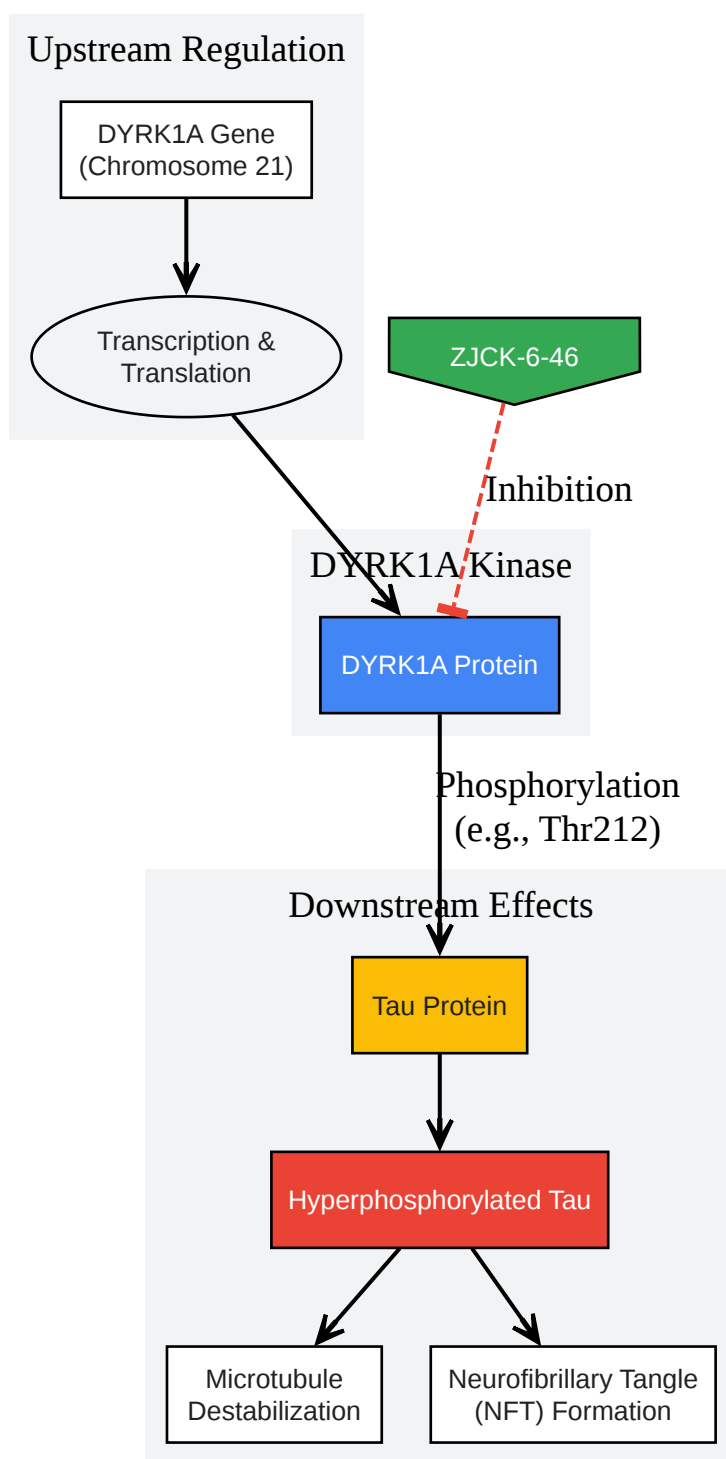 Upstream Regulation
DYRK1A Gene
(Chromosome 21)
Transcription &
Translation
ZJCK-6-46
Inhibition
DYRK1A Kinase
DYRK1A Protein
Phosphorylation
(e.g., Thr212)
Downstream Effects
Tau Protein
Hyperphosphorylated Tau
Microtubule
Destabilization
Neurofibrillary Tangle
(NFT) Formation